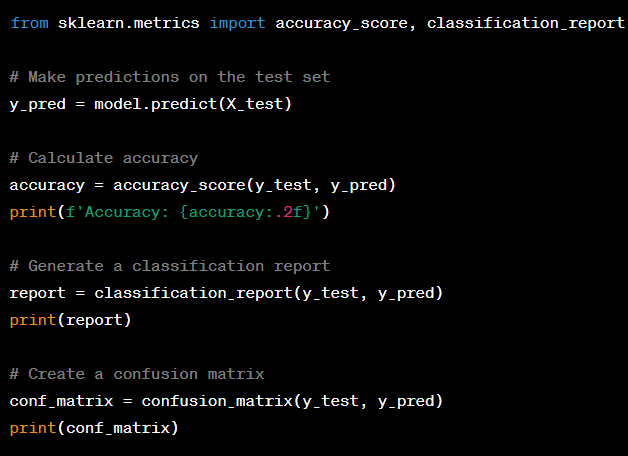 from sklearn.metrics import accuracy_score, classification_report
# Make predictions on the test set
y_pred = model.predict(X_test)
# Calculate accuracy
accuracy = accuracy_score(y_test, y_pred)
print(f'Accuracy: {accuracy:.2f}')
# Generate a classification report
report = classification_report(y_test, y_pred)
print(report)
# Create a confusion matrix
conf_matrix = confusion_matrix(y_test, y_pred)
print(conf_matrix)